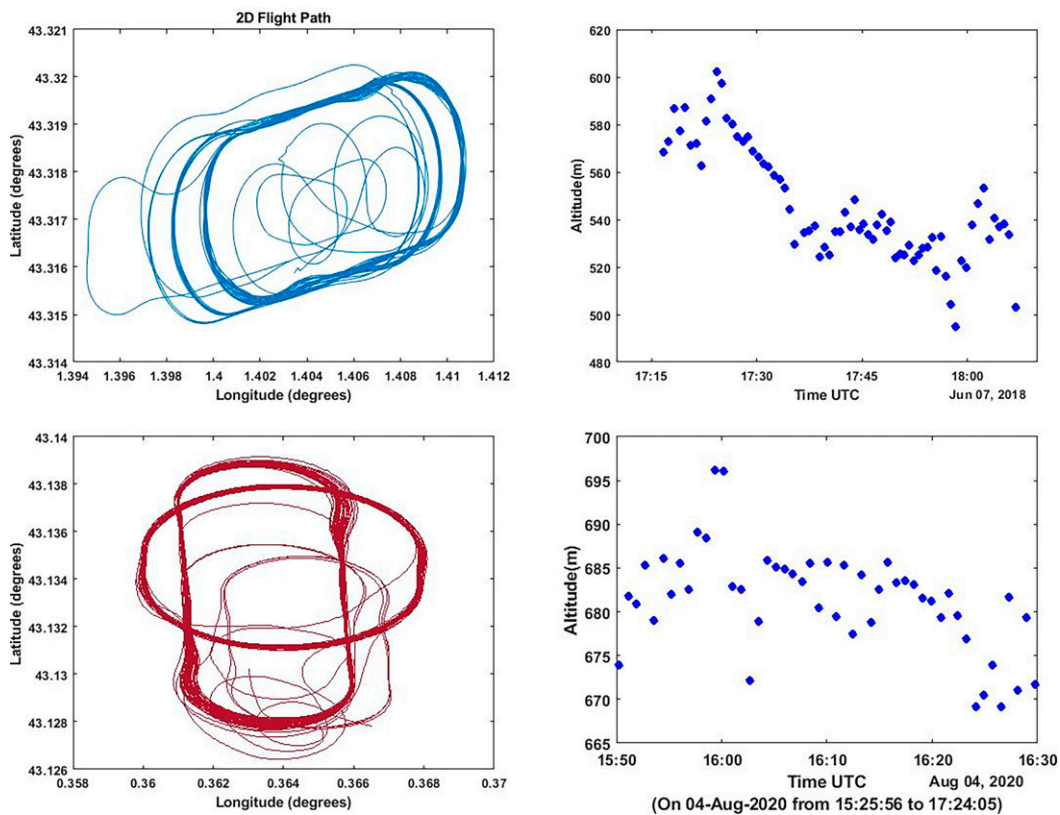 2D Flight Path
43.321
43.32
43.319
43.318
43.317
43.316
43.315
43.314
Latitude (degrees)
1.394 1.396 1.398 1.4 1.402 1.404 1.406 1.408 1.41 1.412
Longitude (degrees)
620
600
580
560
540
520
500
480
Altitude(m)
17:15 17:30 17:45 18:00
Time UTC Jun 07, 2018
43.14
43.138
43.136
43.134
43.132
43.13
43.128
43.126
Latitude (degrees)
0.358 0.36 0.362 0.364 0.366 0.368 0.37
Longitude (degrees)
700
695
690
685
680
675
670
665
Altitude(m)
15:50 16:00 16:10 16:20 16:30
Time UTC Aug 04, 2020
(On 04-Aug-2020 from 15:25:56 to 17:24:05)